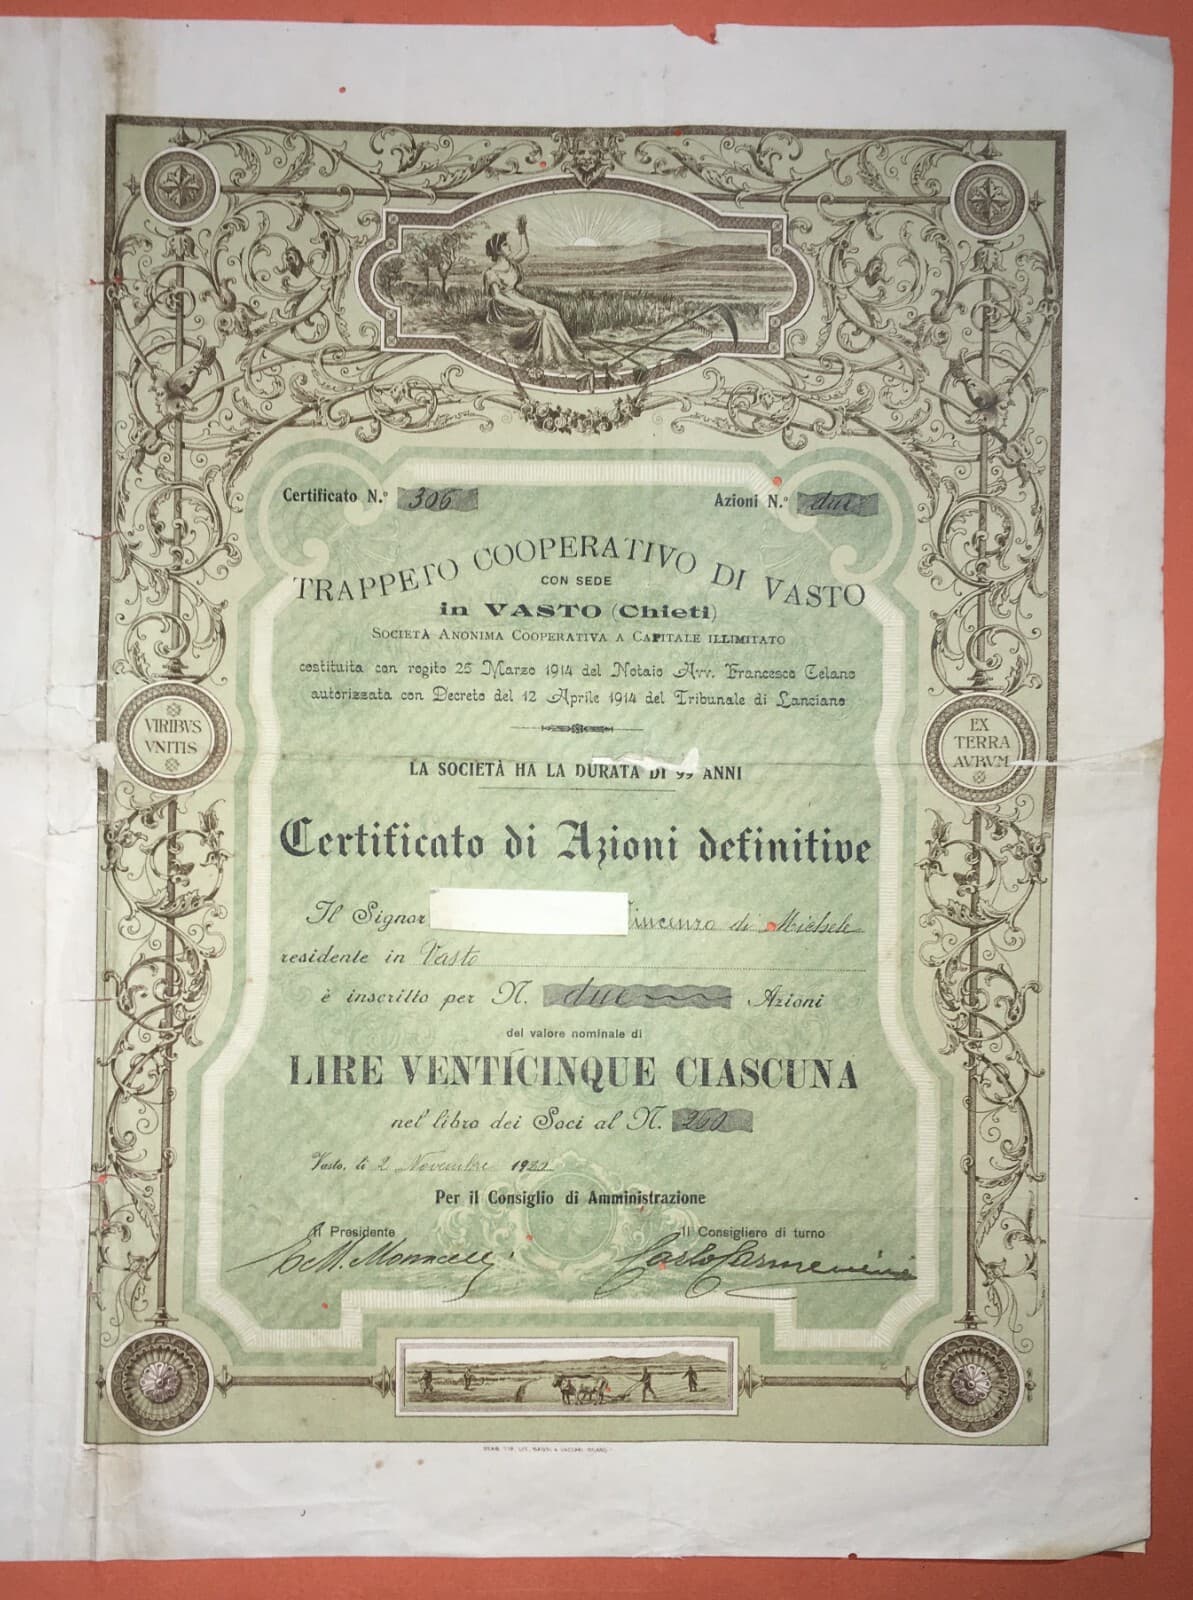 Certificato N.º 306 Azioni N.º due
TRAPPETO COOPERATIVO DI VASTO
CON SEDE
in VASTO (Chieti)
SOCIETÀ ANONIMA COOPERATIVA A CAPITALE ILLIMITATO
costituita con rogito 25 Marzo 1914 del Notaio Avv. Francesco Celano
autorizzata con Decreto del 12 Aprile 1914 del Tribunale di Lanciano
VIRIBVS
VNITIS
EX
TERRA
AVRVM
LA SOCIETÀ HA LA DURATA DI 99 ANNI
Certificato di Azioni definitive
Il Signor Vincenzo di Michele
residente in Vasto
è inscritto per N. due Azioni
del valore nominale di
LIRE VENTICINQUE CIASCUNA
nel libro dei Soci al N. 260
Vasto, li 2 Novembre
Per il Consiglio di Amministrazione
Il Presidente Il Consigliere di turno